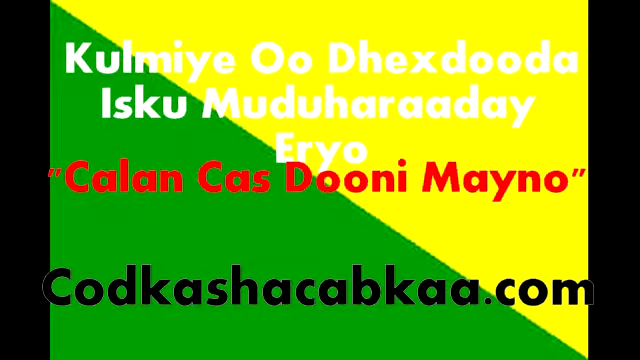 Kulmiye Oo Dhexdooda
Isku Muduharaaday
Eryo
"Calan Cas Dooni Mayno"
Codkashacabkaa.com